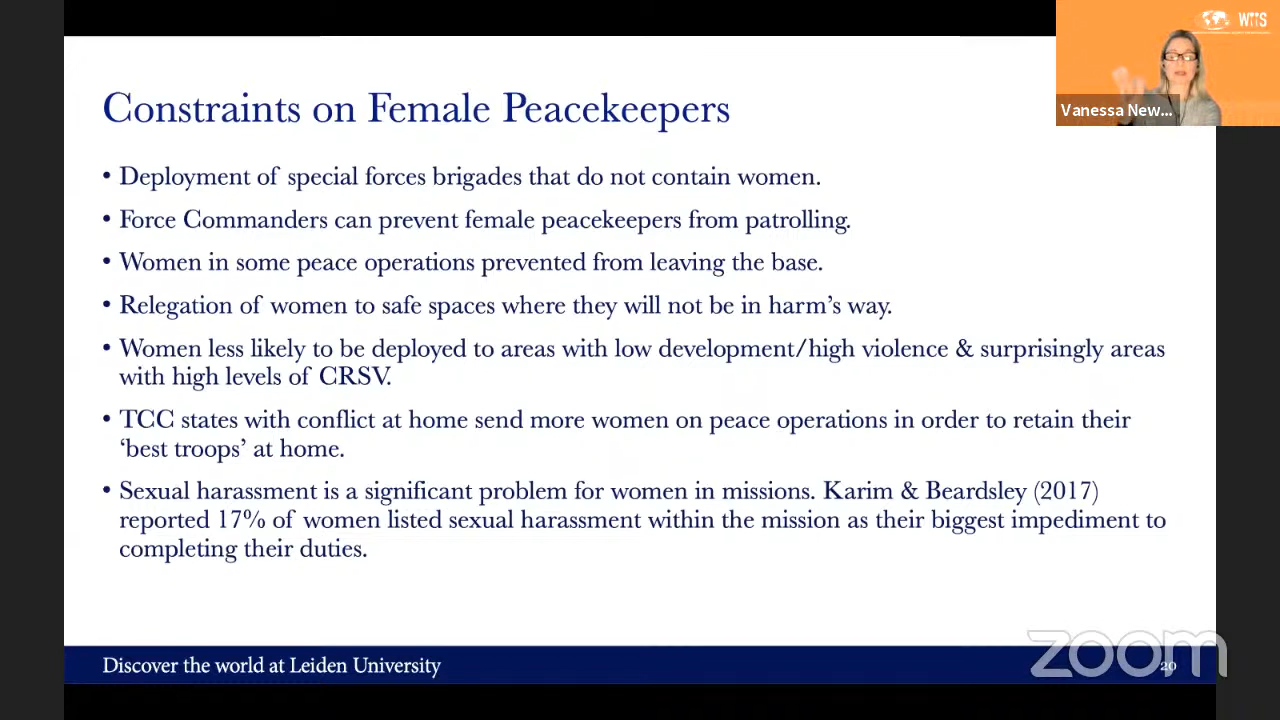 WIIS
Vanessa New...
Constraints on Female Peacekeepers
• Deployment of special forces brigades that do not contain women.
• Force Commanders can prevent female peacekeepers from patrolling.
• Women in some peace operations prevented from leaving the base.
• Relegation of women to safe spaces where they will not be in harm’s way.
• Women less likely to be deployed to areas with low development/high violence & surprisingly areas
with high levels of CRSV.
• TCC states with conflict at home send more women on peace operations in order to retain their
‘best troops’ at home.
• Sexual harassment is a significant problem for women in missions. Karim & Beardsley (2017)
reported 17% of women listed sexual harassment within the mission as their biggest impediment to
completing their duties.
Discover the world at Leiden University
20
zoom